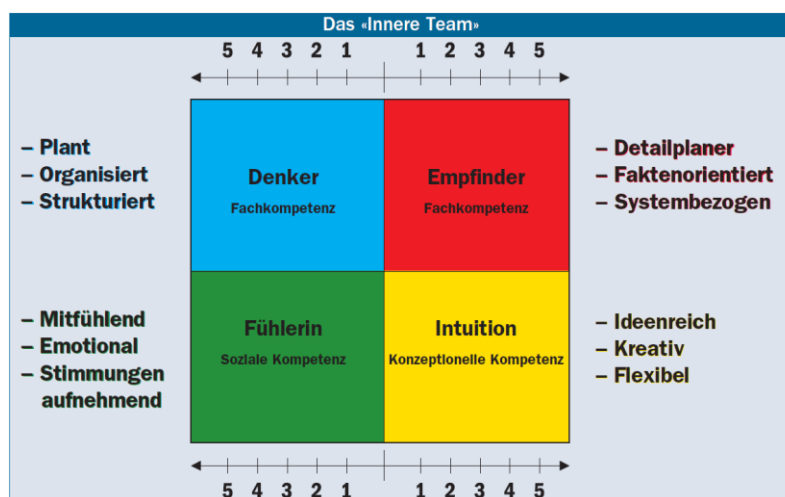 Das «Innere Team»
5 4 3 2 1 1 2 3 4 5
– Plant
– Organisiert
– Strukturiert
Denker
Fachkompetenz
Empfinder
Fachkompetenz
– Detailplaner
– Faktenorientiert
– Systembezogen
– Mitfühlend
– Emotional
– Stimmungen
aufnehmend
Fühlerin
Soziale Kompetenz
Intuition
Konzeptionelle Kompetenz
– Ideenreich
– Kreativ
– Flexibel
5 4 3 2 1 1 2 3 4 5